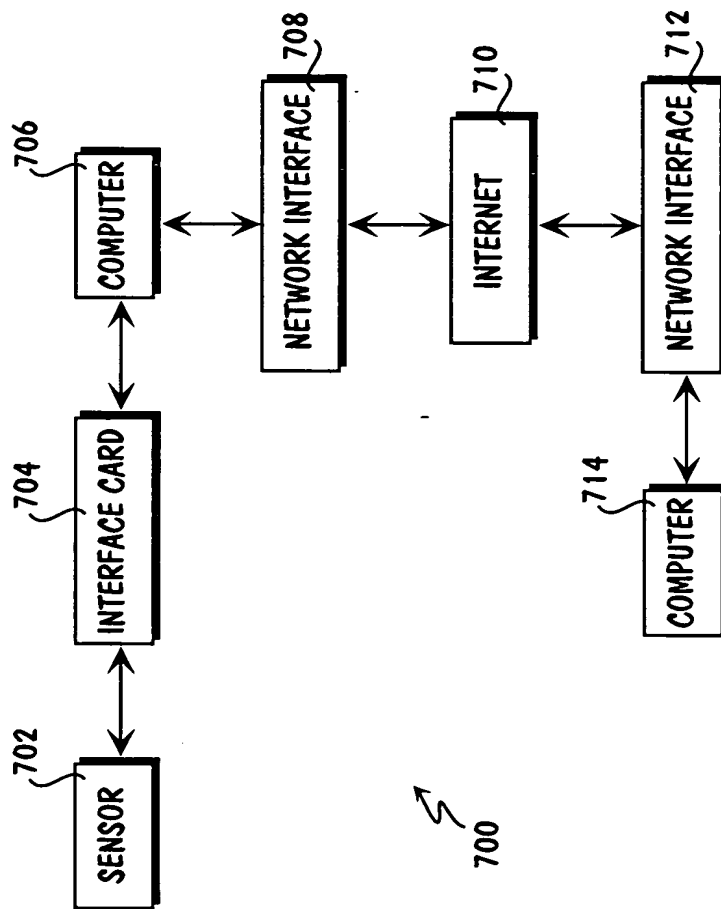 702
SENSOR
704
INTERFACE CARD
706
COMPUTER
708
NETWORK INTERFACE
710
INTERNET
712
NETWORK INTERFACE
714
COMPUTER
700